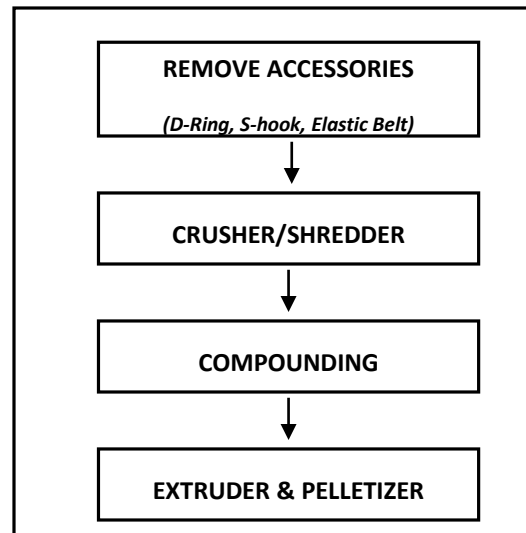 REMOVE ACCESSORIES
(D-Ring, S-hook, Elastic Belt)
CRUSHER/SHREDDER
COMPOUNDING
EXTRUDER & PELLETIZER